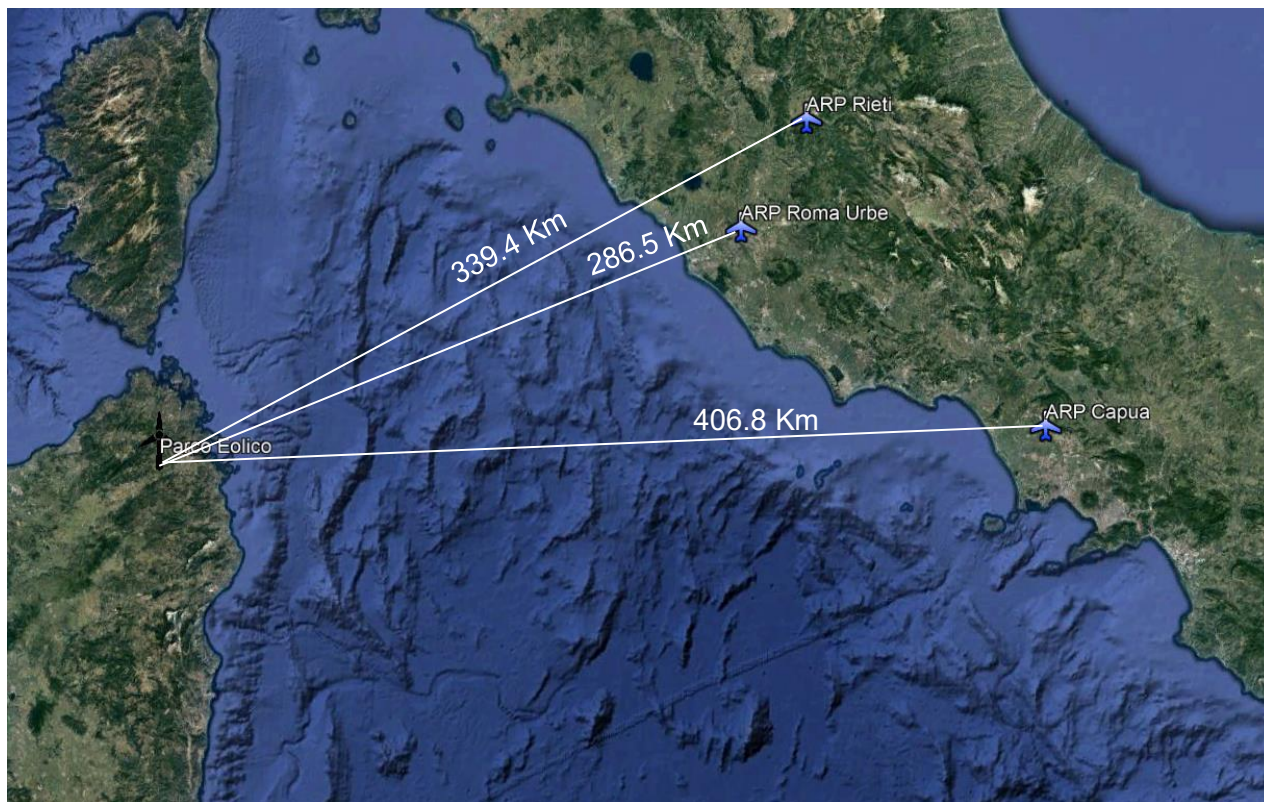 ARP Rieti
ARP Roma Urbe
339.4 Km
286.5 Km
ARP Capua
406.8 Km
Parco Eolico